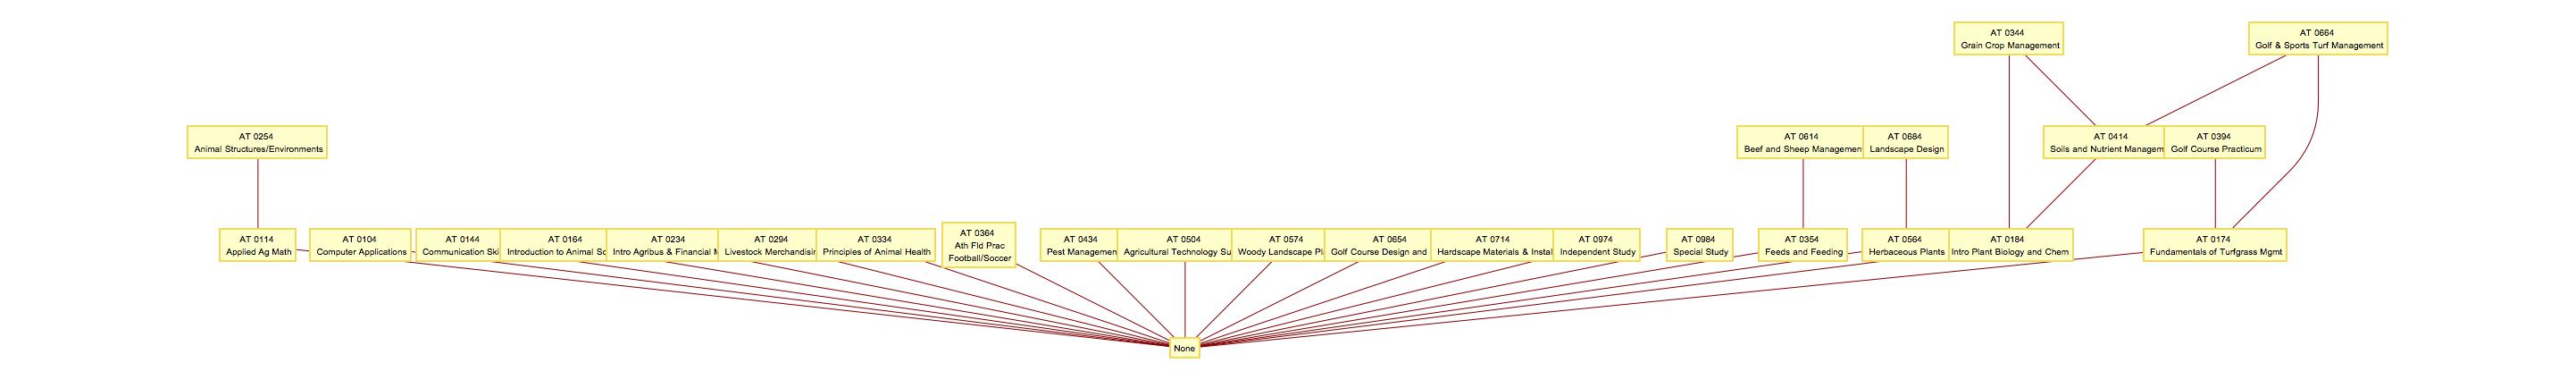 AT 0344
Grain Crop Management
AT 0664
Golf & Sports Turf Management
AT 0254
Animal Structures/Environments
AT 0614
Beef and Sheep Managemen
AT 0684
Landscape Design
AT 0414
Soils and Nutrient Managem
AT 0394
Golf Course Practicum
AT 0114
Applied Ag Math
AT 0104
Computer Applications
AT 0144
Communication Ski
AT 0164
Introduction to Animal Sc
AT 0234
Intro Agribus & Financial M
AT 0294
Livestock Merchandisin
AT 0334
Principles of Animal Health
AT 0364
Ath Fld Prac
Football/Soccer
AT 0434
Pest Managemen
AT 0504
Agricultural Technology Su
AT 0574
Woody Landscape Pl
AT 0654
Golf Course Design and
AT 0714
Hardscape Materials & Instal
AT 0974
Independent Study
AT 0984
Special Study
AT 0354
Feeds and Feeding
AT 0564
Herbaceous Plants
AT 0184
Intro Plant Biology and Chem
AT 0174
Fundamentals of Turfgrass Mgmt
None